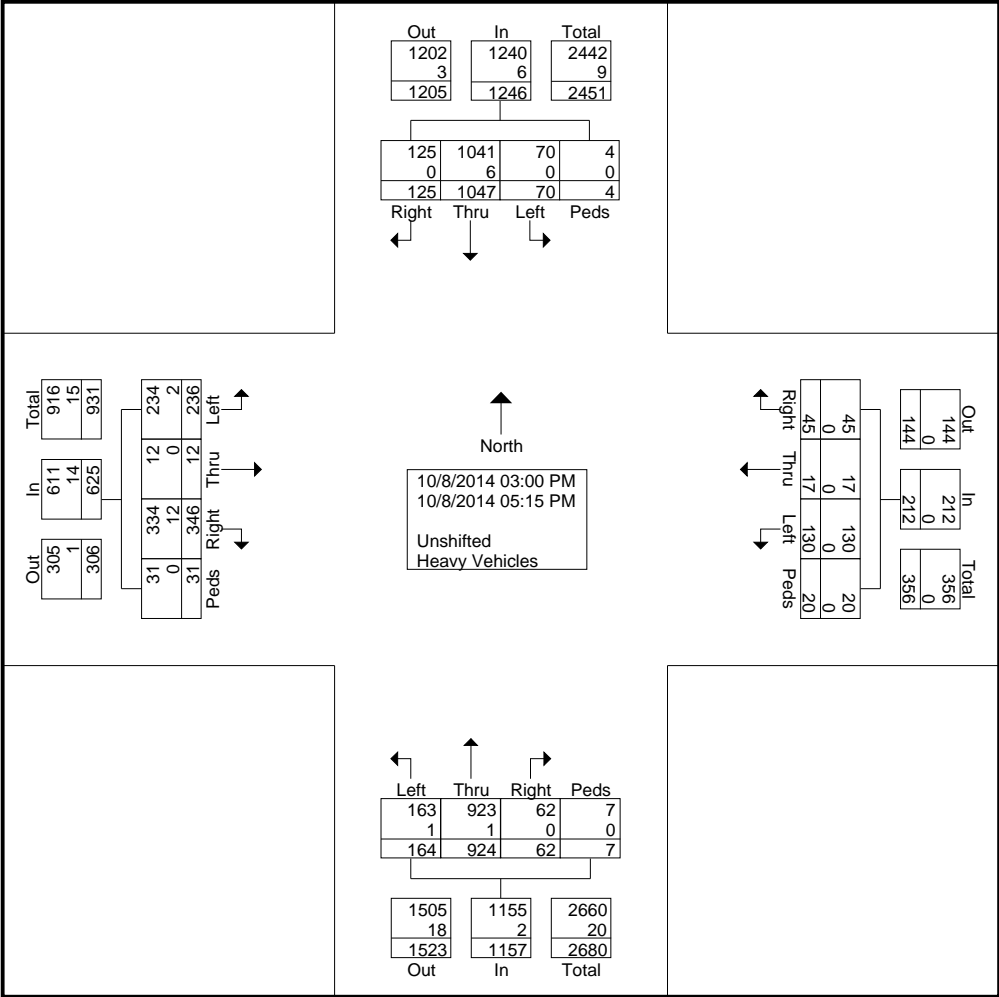 Out In Total
1202 1240 2442
3 6 9
1205 1246 2451
125 1041 70 4
0 6 0 0
125 1047 70 4
Right Thru Left Peds
Total
916
15
931
In
611
14
625
Out
305
1
306
234 2 236 Left
12 0 12 Thru
334 12 346 Right
31 0 31 Peds
North
10/8/2014 03:00 PM
10/8/2014 05:15 PM
Unshifted
Heavy Vehicles
Right 45 0 45
Thru 17 0 17
Left 130 0 130
Peds 20 0 20
Out
144
0
144
In
212
0
212
Total
356
0
356
Left Thru Right Peds
163 923 62 7
1 1 0 0
164 924 62 7
1505 1155 2660
18 2 20
1523 1157 2680
Out In Total